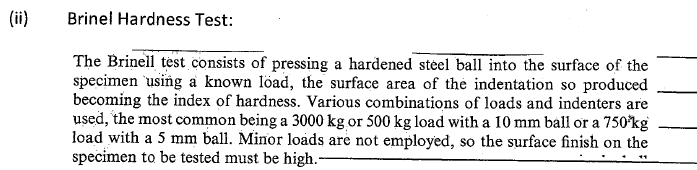 (ii) Brinel Hardness Test:
The Brinell test consists of pressing a hardened steel ball into the surface of the
specimen using a known load, the surface area of the indentation so produced
becoming the index of hardness. Various combinations of loads and indenters are
used, the most common being a 3000 kg or 500 kg load with a 10 mm ball or a 750 kg
load with a 5 mm ball. Minor loads are not employed, so the surface finish on the
specimen to be tested must be high.